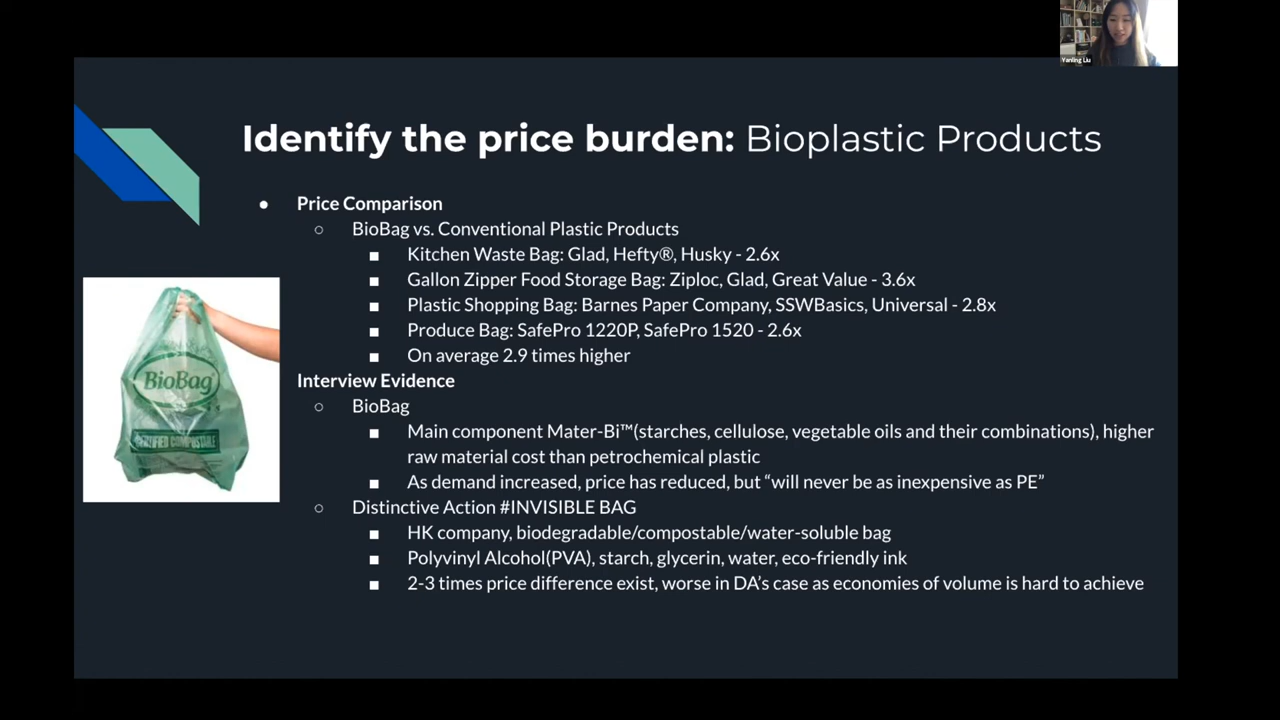 Yanling Liu
Identify the price burden: Bioplastic Products
● Price Comparison
○ BioBag vs. Conventional Plastic Products
■ Kitchen Waste Bag: Glad, Hefty®, Husky - 2.6x
■ Gallon Zipper Food Storage Bag: Ziploc, Glad, Great Value - 3.6x
■ Plastic Shopping Bag: Barnes Paper Company, SSWBasics, Universal - 2.8x
■ Produce Bag: SafePro 1220P, SafePro 1520 - 2.6x
■ On average 2.9 times higher
Interview Evidence
○ BioBag
■ Main component Mater-Bi™(starches, cellulose, vegetable oils and their combinations), higher
raw material cost than petrochemical plastic
■ As demand increased, price has reduced, but “will never be as inexpensive as PE”
○ Distinctive Action #INVISIBLE BAG
■ HK company, biodegradable/compostable/water-soluble bag
■ Polyvinyl Alcohol(PVA), starch, glycerin, water, eco-friendly ink
■ 2-3 times price difference exist, worse in DA’s case as economies of volume is hard to achieve
BioBag
CERTIFIED COMPOSTABLE